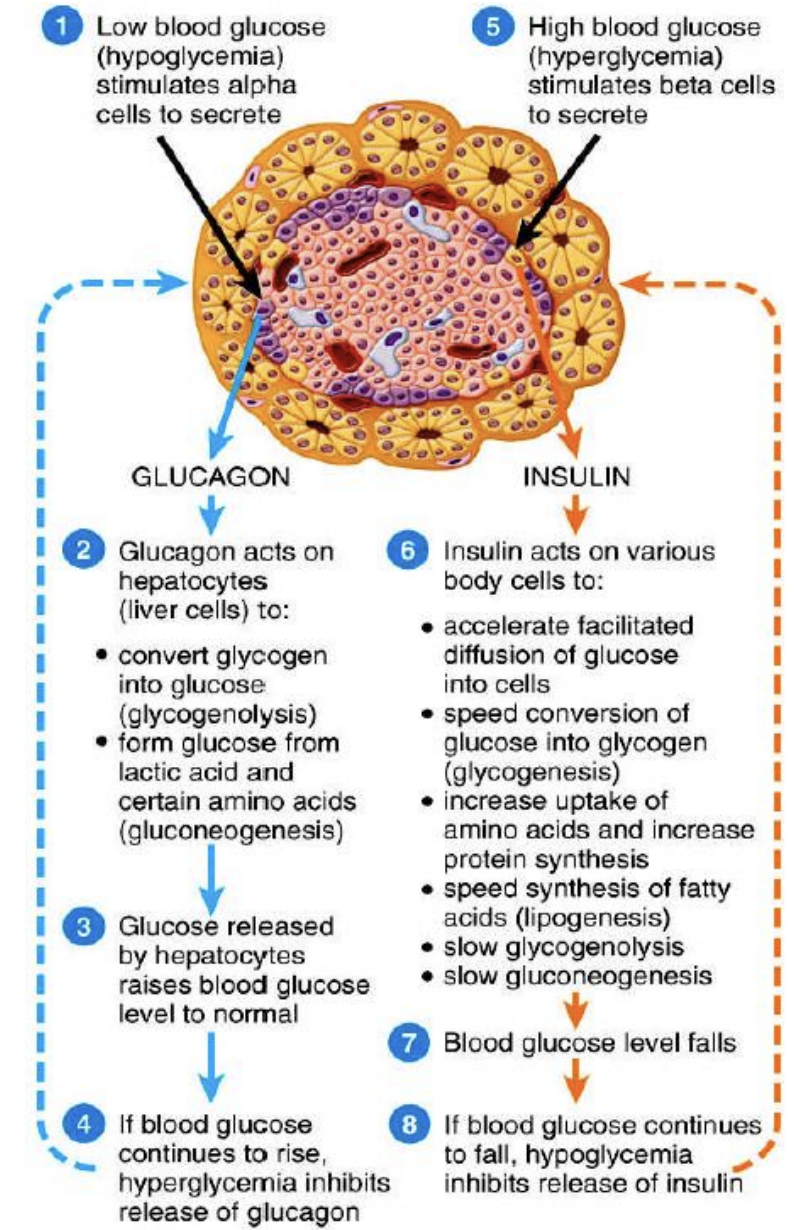 1 Low blood glucose
(hypoglycemia)
stimulates alpha
cells to secrete
5 High blood glucose
(hyperglycemia)
stimulates beta cells
to secrete
GLUCAGON
INSULIN
2 Glucagon acts on
hepatocytes
(liver cells) to:
• convert glycogen
into glucose
(glycogenolysis)
• form glucose from
lactic acid and
certain amino acids
(gluconeogenesis)
3 Glucose released
by hepatocytes
raises blood glucose
level to normal
4 If blood glucose
continues to rise,
hyperglycemia inhibits
release of glucagon
6 Insulin acts on various
body cells to:
• accelerate facilitated
diffusion of glucose
into cells
• speed conversion of
glucose into glycogen
(glycogenesis)
• increase uptake of
amino acids and increase
protein synthesis
• speed synthesis of fatty
acids (lipogenesis)
• slow glycogenolysis
• slow gluconeogenesis
7 Blood glucose level falls
8 If blood glucose continues
to fall, hypoglycemia
inhibits release of insulin